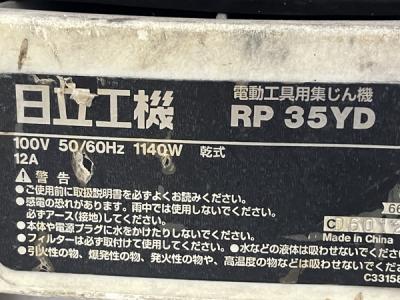 日立工機
電動工具用集じん機
RP 35YD
100V 50/60Hz 1140W 乾式
12A
⚠ 警告
●ご使用前に取扱説明書を必ずよくお読みください。
●感電の恐れがあります。雨中では使用しないでください。
必ずアース(接地)してください。
●本体や電源プラグに水をかけたりしないでください。
●フィルターは必ず取付けて使用してください。 ●水などの液体は吸わせないでください。
●引火性の物、爆発性の物、発火性の物や、高温度の物などは吸わせないでください。
Made in China